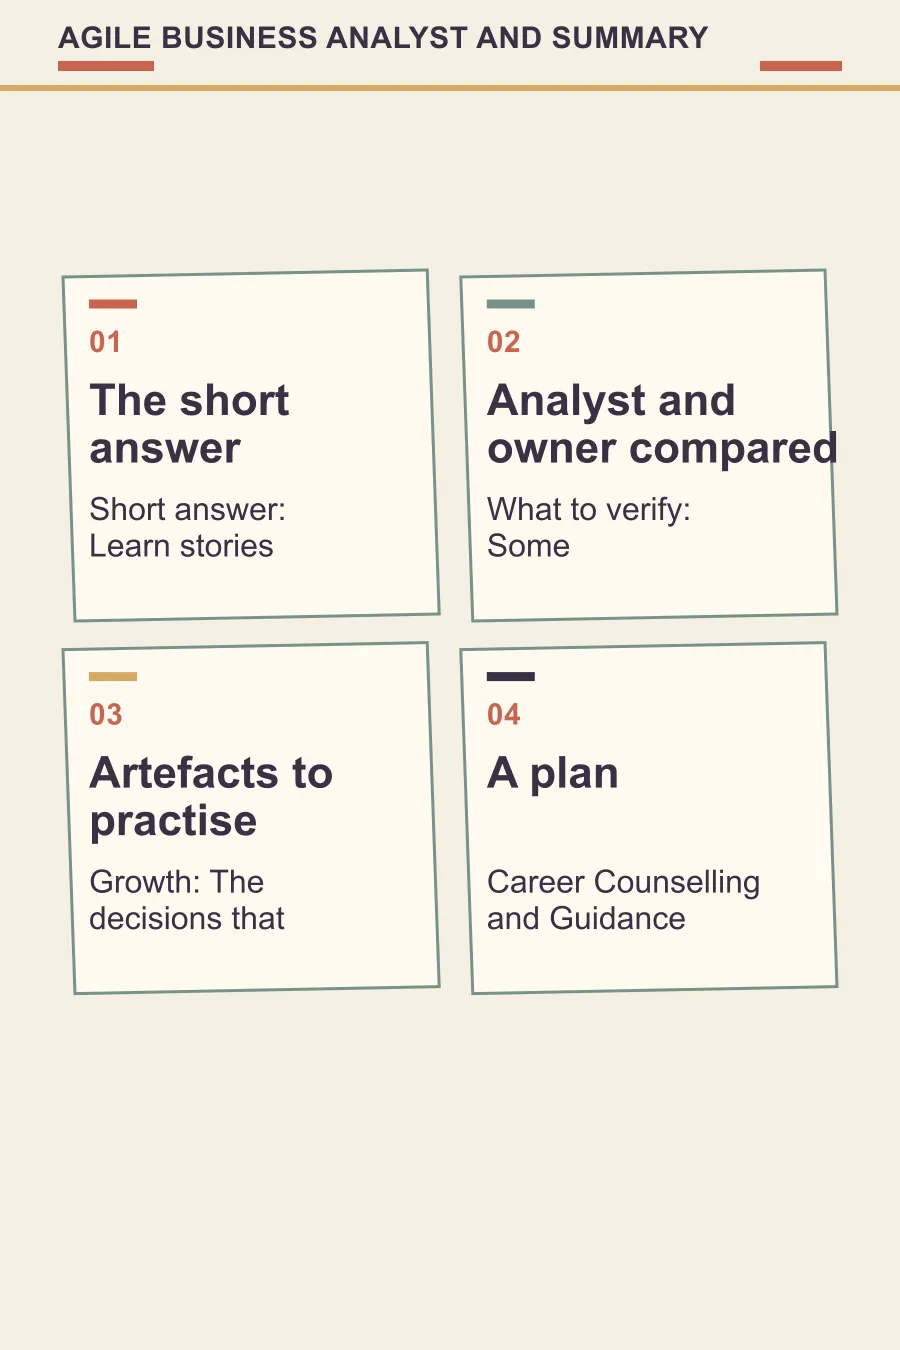 AGILE BUSINESS ANALYST AND SUMMARY
01
The short
answer
Short answer:
Learn stories
02
Analyst and
owner compared
What to verify:
Some
03
Artefacts to
practise
Growth: The
decisions that
04
A plan
Career Counselling
and Guidance